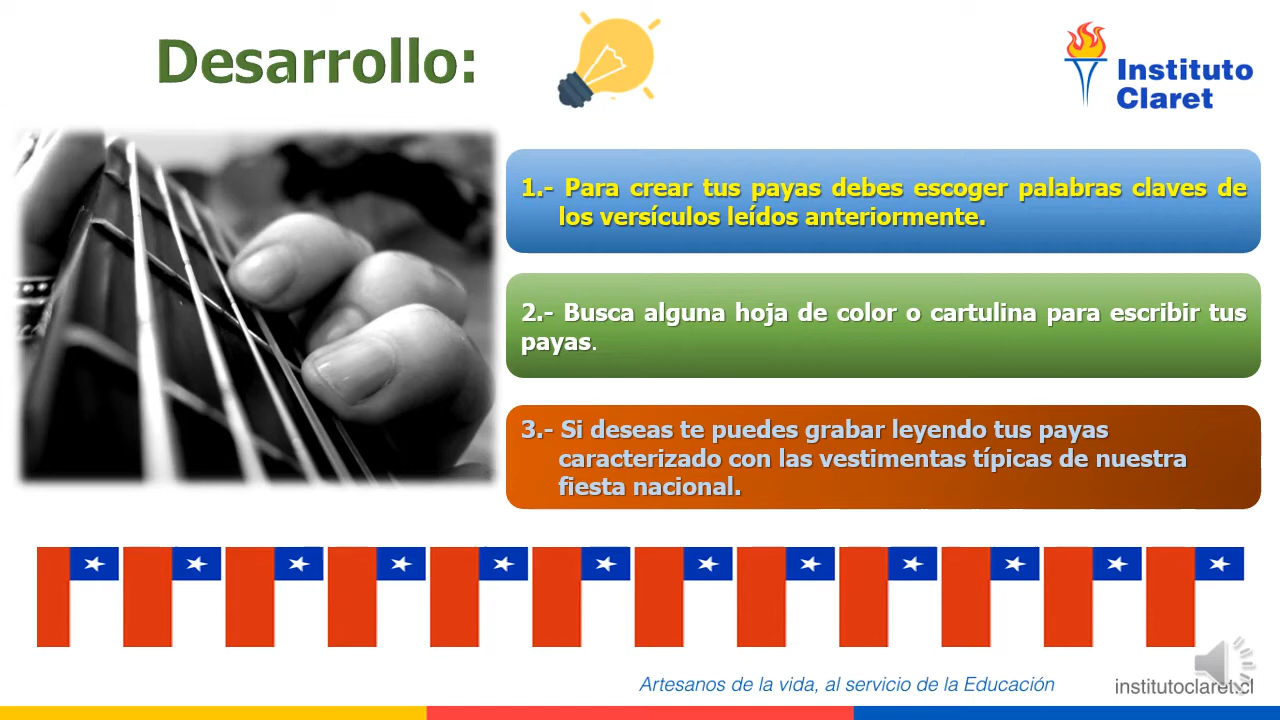 Desarrollo:
Instituto
Claret
1.- Para crear tus payas debes escoger palabras claves de
los versículos leídos anteriormente.
2.- Busca alguna hoja de color o cartulina para escribir tus
payas.
3.- Si deseas te puedes grabar leyendo tus payas
caracterizado con las vestimentas típicas de nuestra
fiesta nacional.
Artesanos de la vida, al servicio de la Educación
institutoclaret.cl